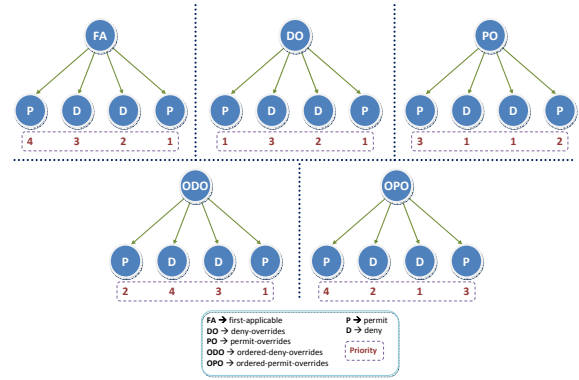 FA DO PO
P D D P P D D P P D D P
4 3 2 1 1 3 2 1 3 1 1 2
ODO OPO
P D D P P D D P
2 4 3 1 4 2 1 3
FA → first-applicable P → permit
DO → deny-overrides D → deny
PO → permit-overrides
ODO → ordered-deny-overrides Priority
OPO → ordered-permit-overrides